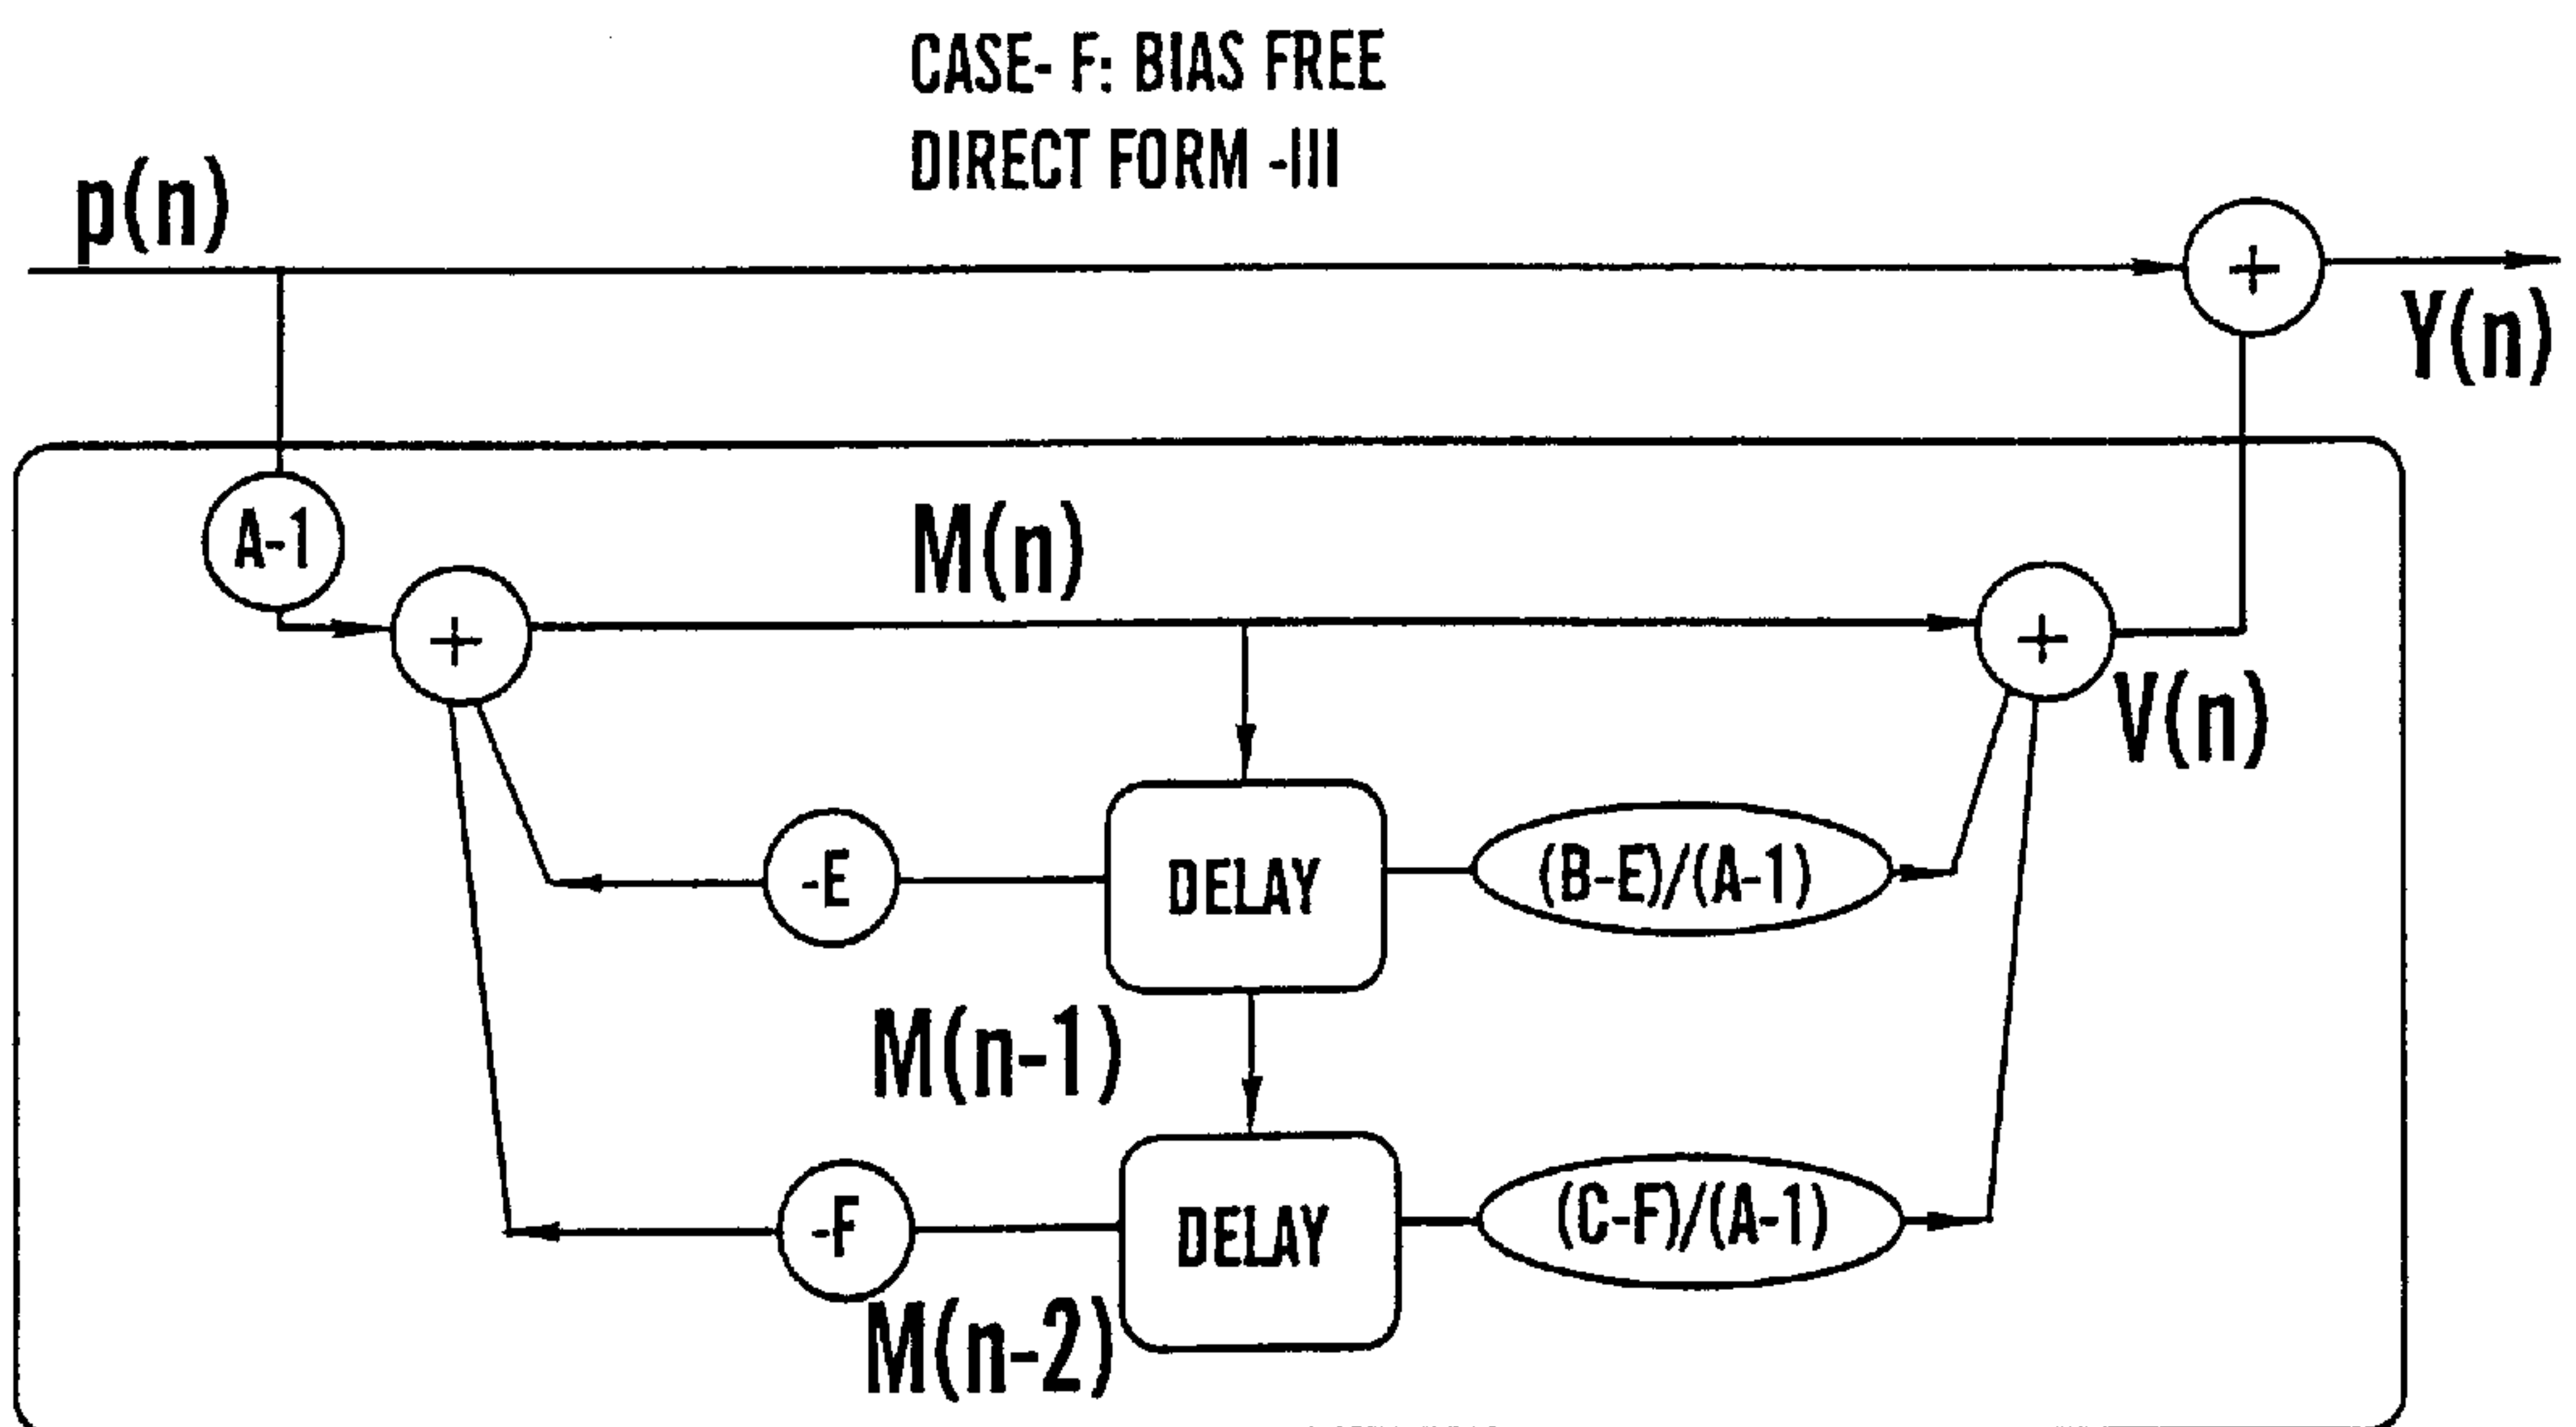 CASE- F: BIAS FREE
DIRECT FORM -III
p(n)
+
Y(n)
A-1
M(n)
+
+
V(n)
-E
DELAY
(B-E)/(A-1)
M(n-1)
-F
DELAY
(C-F)/(A-1)
M(n-2)